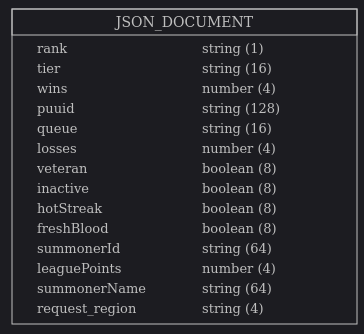 JSON_DOCUMENT
rank string (1)
tier string (16)
wins number (4)
puuid string (128)
queue string (16)
losses number (4)
veteran boolean (8)
inactive boolean (8)
hotStreak boolean (8)
freshBlood boolean (8)
summonerId string (64)
leaguePoints number (4)
summonerName string (64)
request_region string (4)